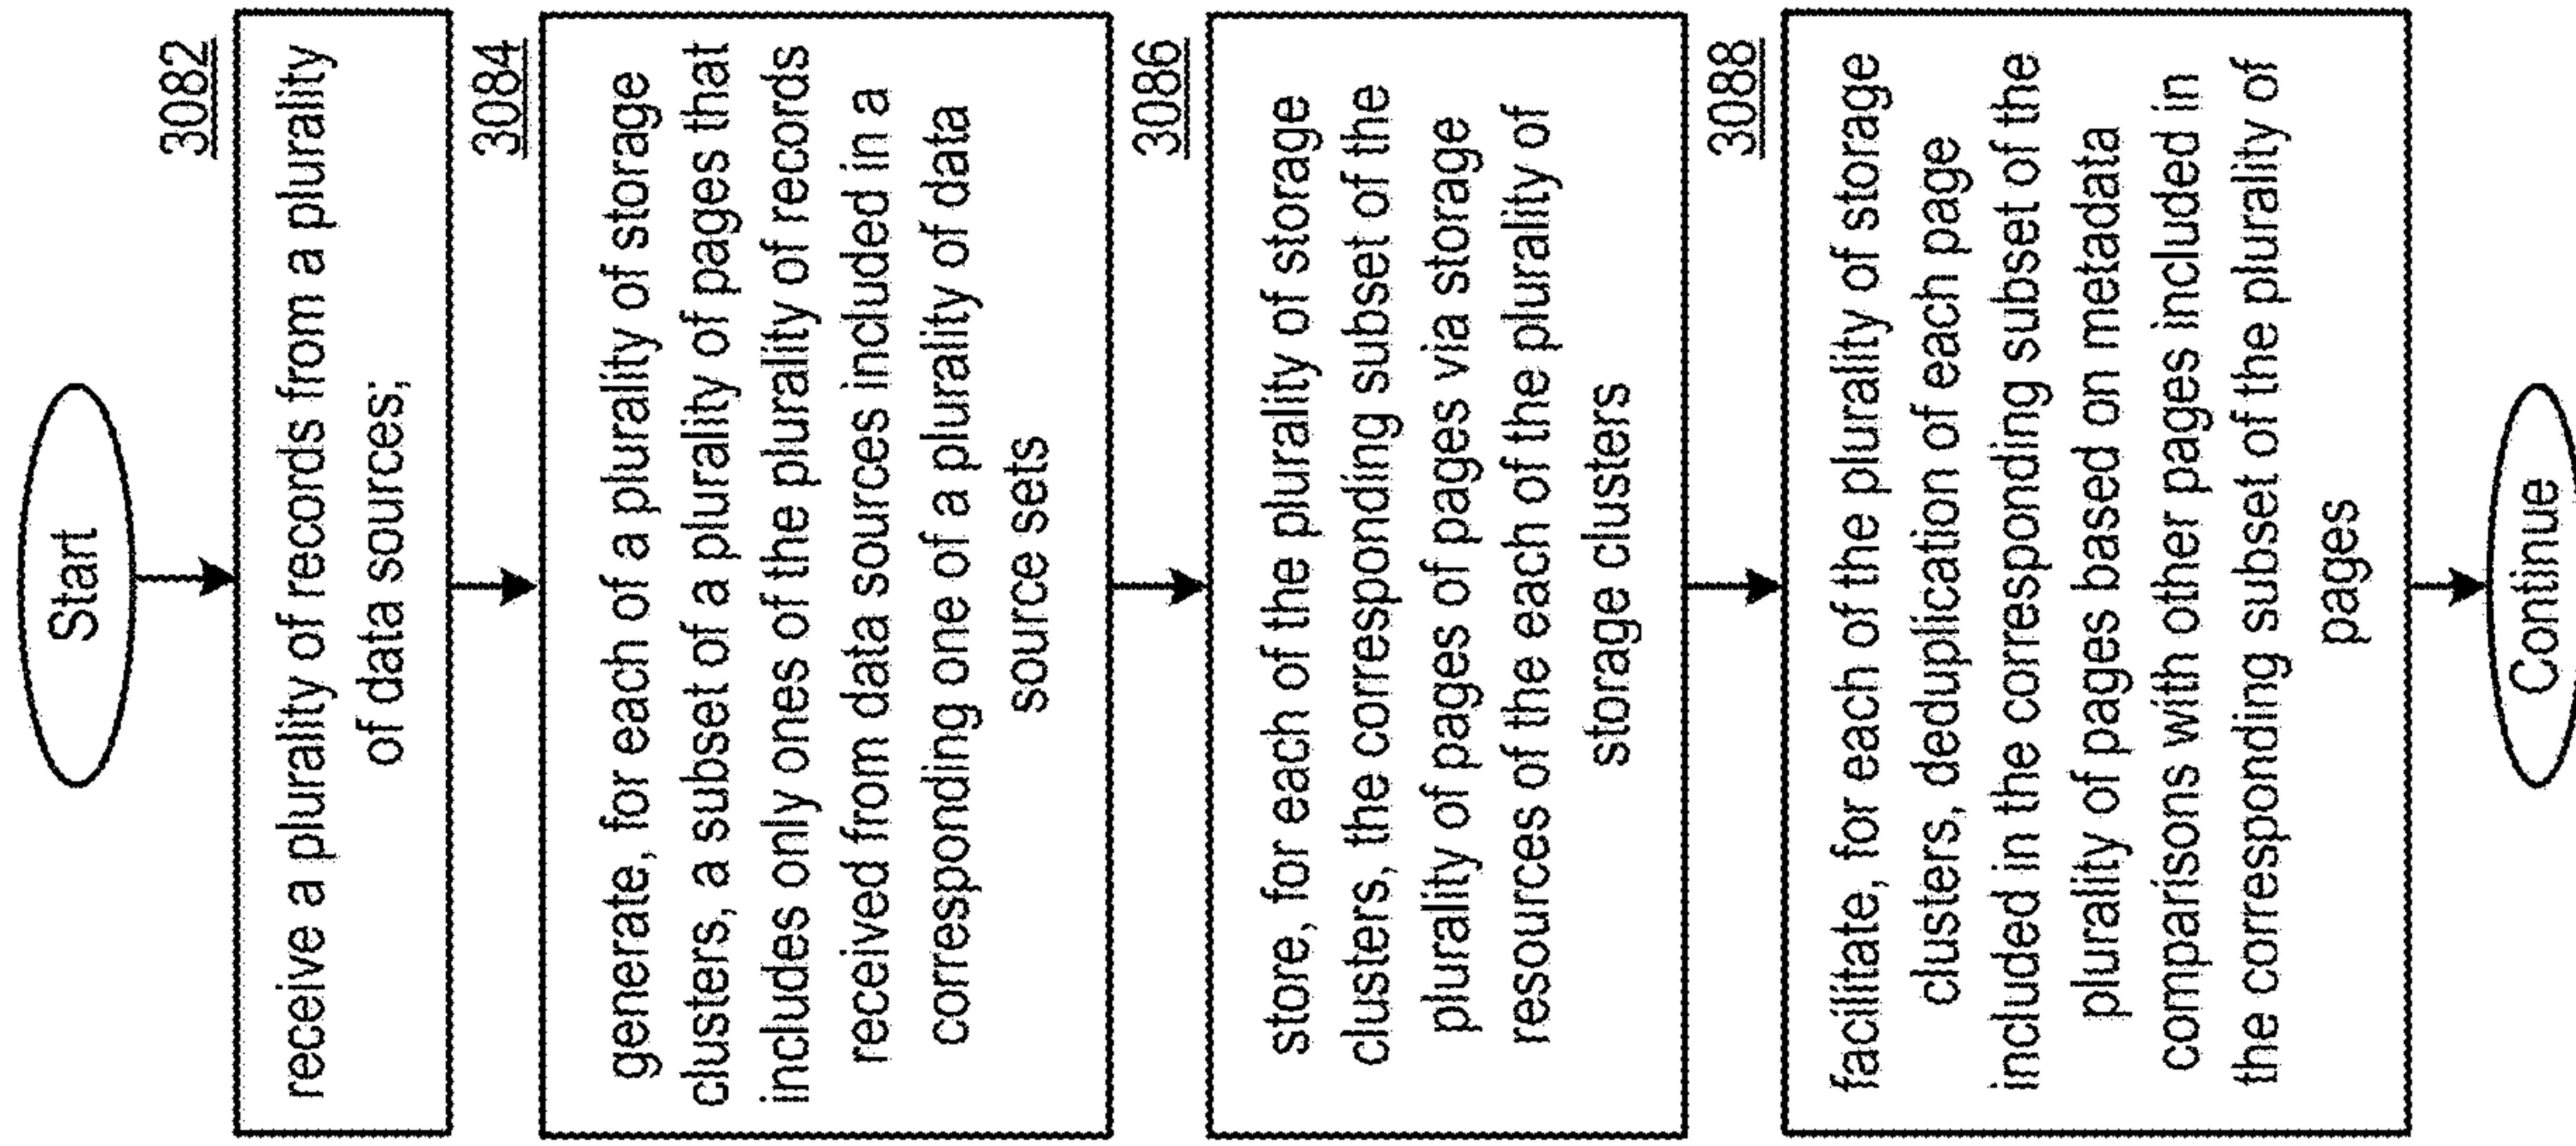 Start
3082
receive a plurality of records from a plurality
of data sources;
3084
generate, for each of a plurality of storage
clusters, a subset of a plurality of pages that
includes only ones of the plurality of records
received from data sources included in a
corresponding one of a plurality of data
source sets
3086
store, for each of the plurality of storage
clusters, the corresponding subset of the
plurality of pages of pages via storage
resources of the each of the plurality of
storage clusters
3088
facilitate, for each of the plurality of storage
clusters, deduplication of each page
included in the corresponding subset of the
plurality of pages based on metadata
comparisons with other pages included in
the corresponding subset of the plurality of
pages
Continue